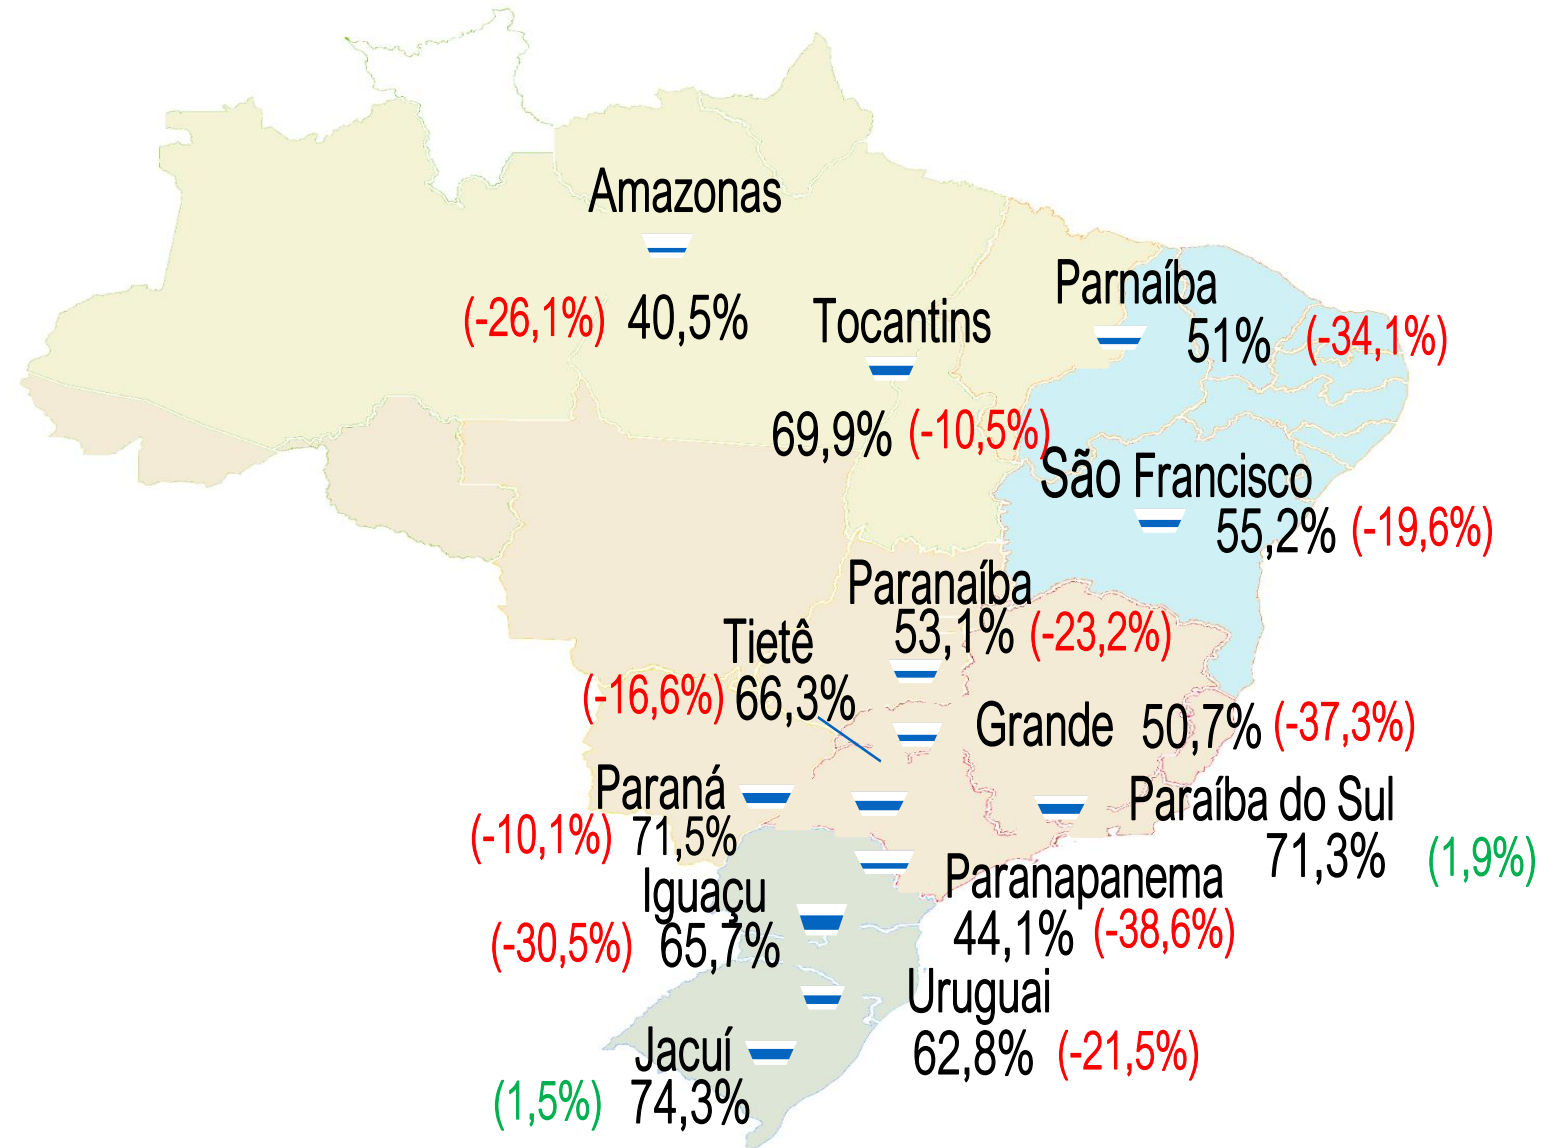 Amazonas
(-26,1%) 40,5%
Tocantins
69,9% (-10,5%)
Parnaíba
51% (-34,1%)
São Francisco
55,2% (-19,6%)
Paranaíba
53,1% (-23,2%)
Tietê
(-16,6%) 66,3%
Grande 50,7% (-37,3%)
Paraná
(-10,1%) 71,5%
Paraíba do Sul
71,3% (1,9%)
Iguaçu
(-30,5%) 65,7%
Paranapanema
44,1% (-38,6%)
Uruguai
62,8% (-21,5%)
Jacuí
(1,5%) 74,3%